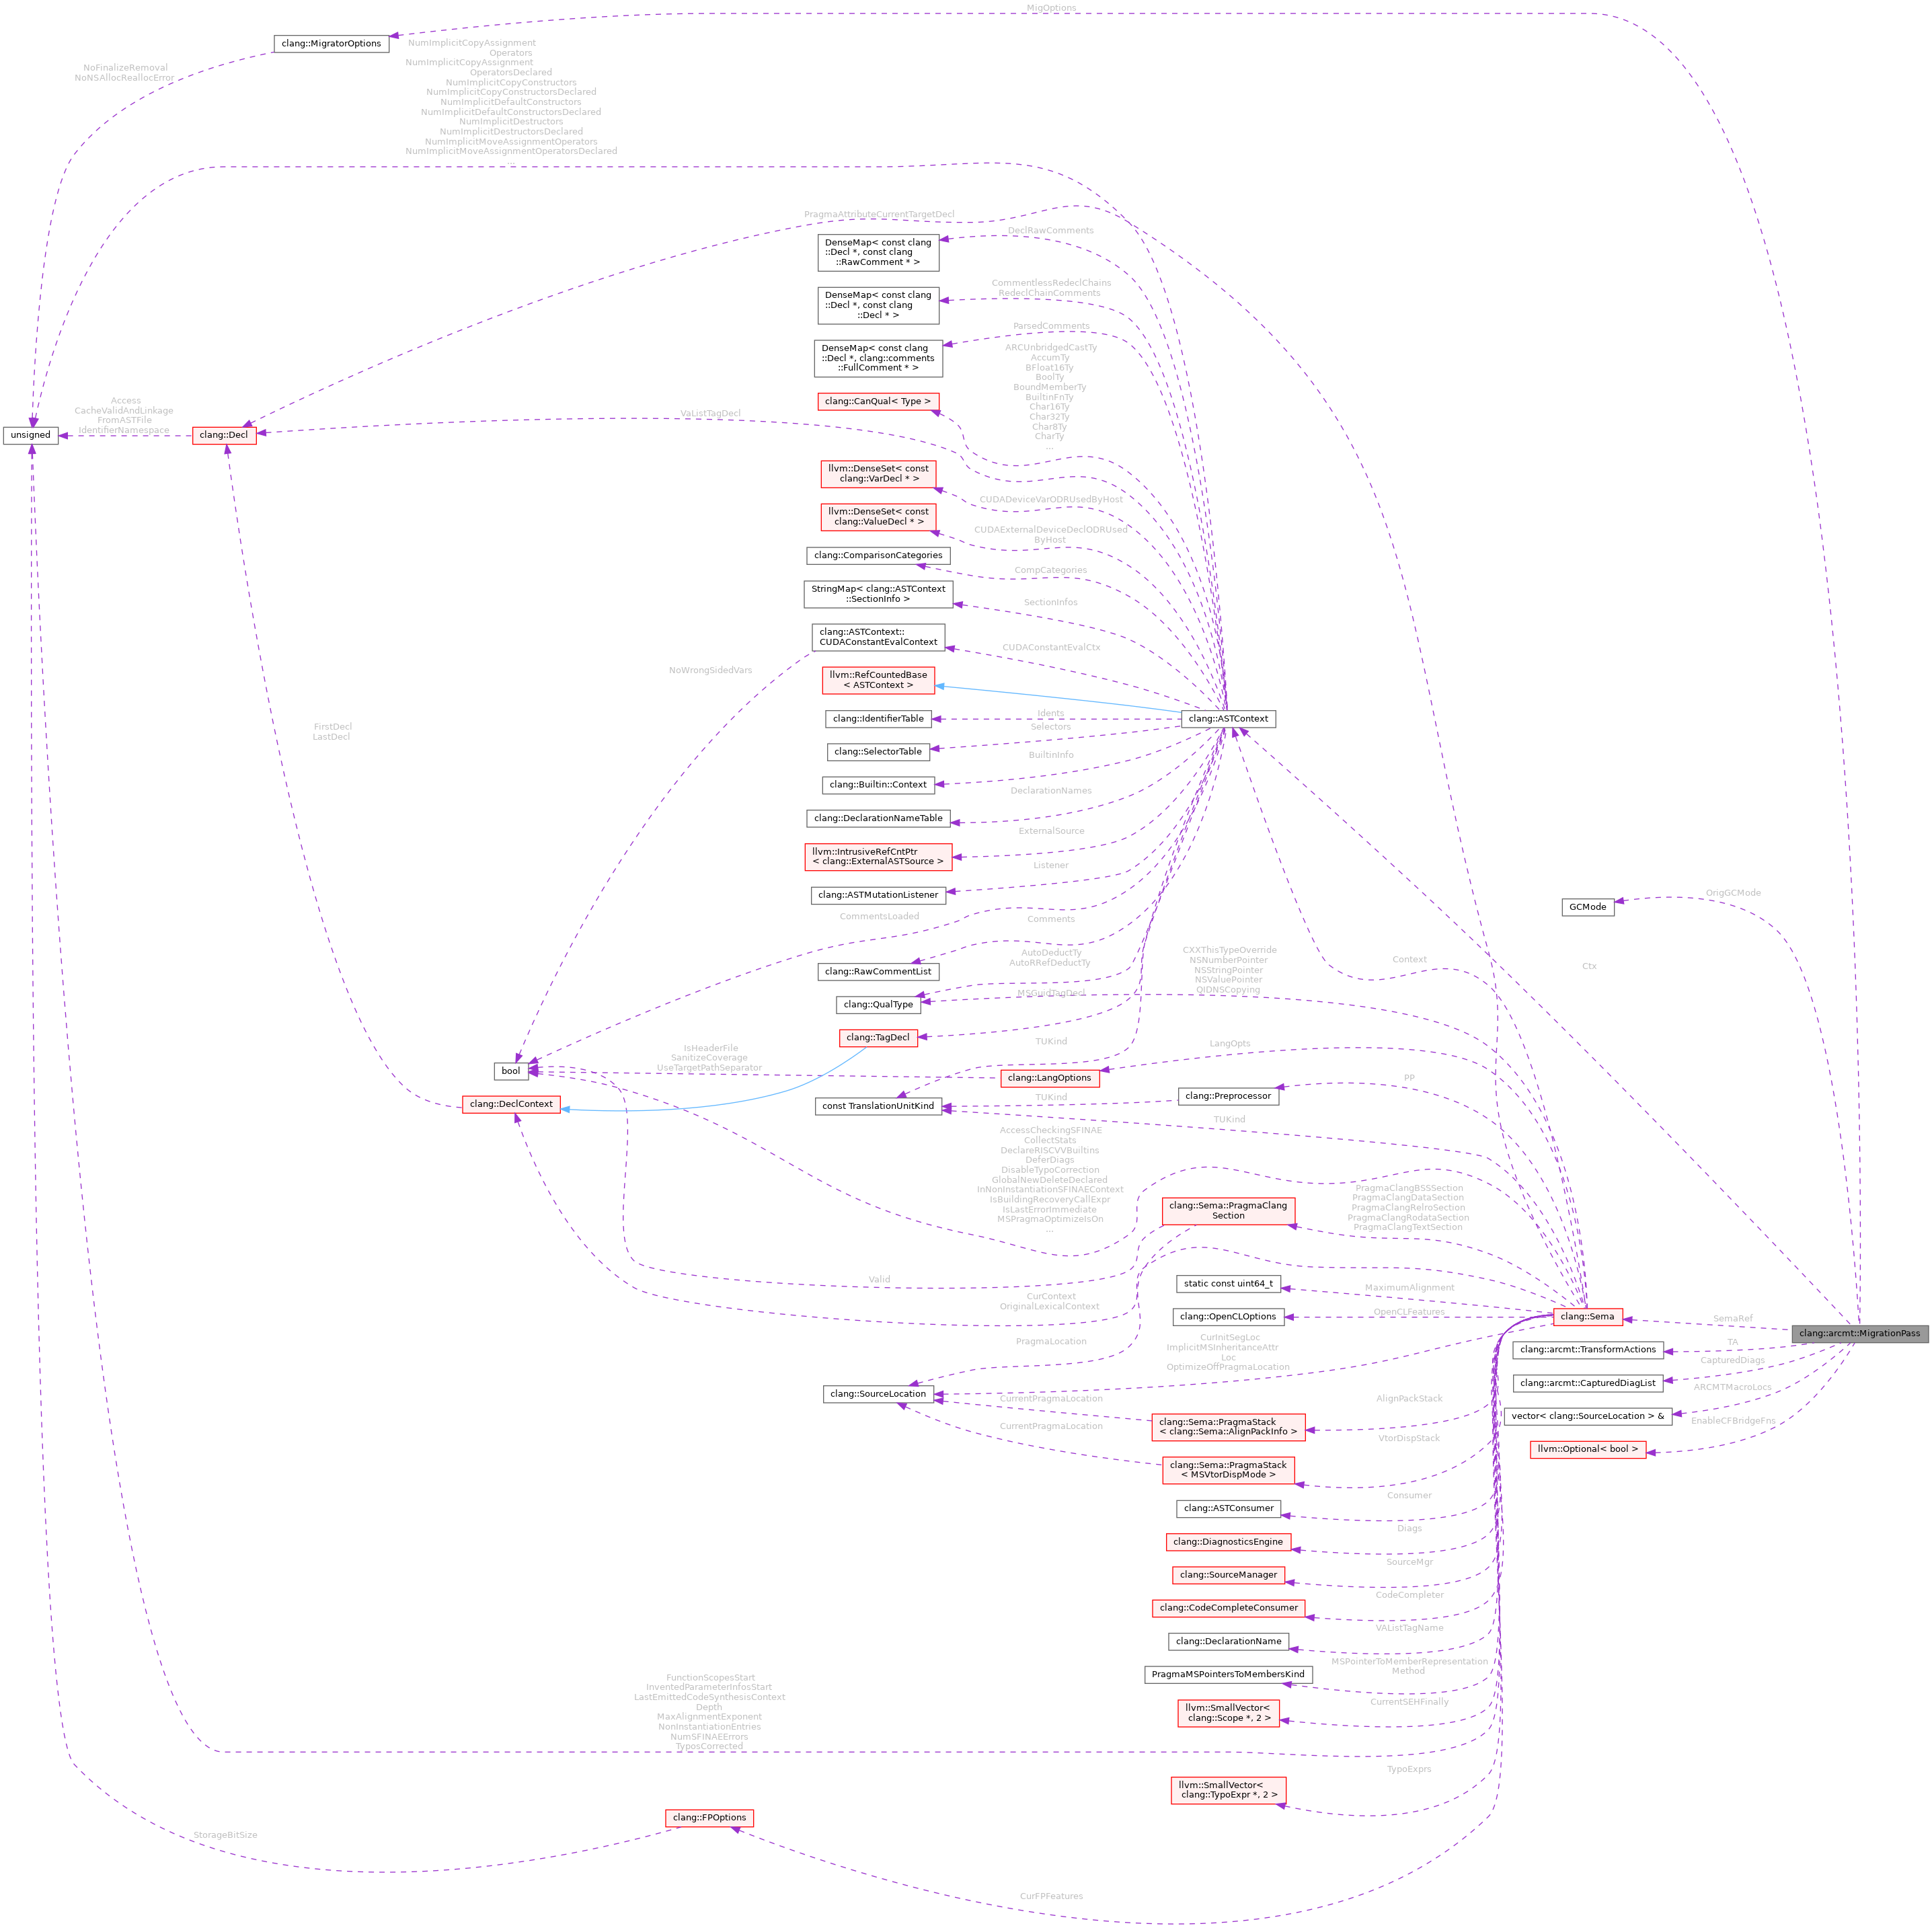 MigOptions
clang::MigratorOptions
NumImplicitCopyAssignment
Operators
NumImplicitCopyAssignment
OperatorsDeclared
NumImplicitCopyConstructors
NumImplicitCopyConstructorsDeclared
NumImplicitDefaultConstructors
NumImplicitDefaultConstructorsDeclared
NumImplicitDestructors
NumImplicitDestructorsDeclared
NumImplicitMoveAssignmentOperators
NumImplicitMoveAssignmentOperatorsDeclared
...
NoFinalizeRemoval
NoNSAllocReallocError
PragmaAttributeCurrentTargetDecl
DeclRawComments
DenseMap< const clang
::Decl *, const clang
::RawComment * >
CommentlessRedeclChains
RedeclChainComments
DenseMap< const clang
::Decl *, const clang
::Decl * >
ParsedComments
DenseMap< const clang
::Decl *, clang::comments
::FullComment * >
ARCUnbridgedCastTy
AccumTy
BFloat16Ty
BoolTy
BoundMemberTy
BuiltinFnTy
Char16Ty
Char32Ty
Char8Ty
CharTy
...
clang::CanQual< Type >
Access
CacheValidAndLinkage
FromASTFile
IdentifierNamespace
VaListTagDecl
unsigned
clang::Decl
llvm::DenseSet< const
clang::VarDecl * >
CUDADeviceVarODRUsedByHost
llvm::DenseSet< const
clang::ValueDecl * >
CUDAExternalDeviceDeclODRUsed
ByHost
clang::ComparisonCategories
CompCategories
StringMap< clang::ASTContext
::SectionInfo >
SectionInfos
clang::ASTContext::
CUDAConstantEvalContext
CUDAConstantEvalCtx
NoWrongSidedVars
llvm::RefCountedBase
< ASTContext >
clang::IdentifierTable
Idents
clang::ASTContext
Selectors
FirstDecl
LastDecl
clang::SelectorTable
BuiltinInfo
clang::Builtin::Context
DeclarationNames
clang::DeclarationNameTable
ExternalSource
llvm::IntrusiveRefCntPtr
< clang::ExternalASTSource >
Listener
clang::ASTMutationListener
OrigGCMode
GCMode
CommentsLoaded
Comments
clang::RawCommentList
AutoDeductTy
AutoRRefDeductTy
CXXThisTypeOverride
NSNumberPointer
NSStringPointer
NSValuePointer
QIDNSCopying
Context
Ctx
clang::QualType
MSGuidTagDecl
clang::TagDecl
TUKind
LangOpts
IsHeaderFile
SanitizeCoverage
UseTargetPathSeparator
bool
clang::LangOptions
PP
clang::DeclContext
const TranslationUnitKind
TUKind
clang::Preprocessor
TUKind
AccessCheckingSFINAE
CollectStats
DeclareRISCVVBuiltins
DeferDiags
DisableTypoCorrection
GlobalNewDeleteDeclared
InNonInstantiationSFINAEContext
IsBuildingRecoveryCallExpr
IsLastErrorImmediate
MSPragmaOptimizeIsOn
...
clang::Sema::PragmaClang
Section
PragmaClangBSSSection
PragmaClangDataSection
PragmaClangRelroSection
PragmaClangRodataSection
PragmaClangTextSection
Valid
static const uint64_t
MaximumAlignment
CurContext
OriginalLexicalContext
clang::OpenCLOptions
OpenCLFeatures
clang::Sema
SemaRef
clang::arcmt::MigrationPass
PragmaLocation
CurInitSegLoc
ImplicitMSInheritanceAttr
Loc
OptimizeOffPragmaLocation
TA
clang::arcmt::TransformActions
CapturedDiags
clang::arcmt::CapturedDiagList
ARCMTMacroLocs
vector< clang::SourceLocation > &
EnableCFBridgeFns
llvm::Optional< bool >
clang::SourceLocation
CurrentPragmaLocation
AlignPackStack
clang::Sema::PragmaStack
< clang::Sema::AlignPackInfo >
CurrentPragmaLocation
VtorDispStack
clang::Sema::PragmaStack
< MSVtorDispMode >
Consumer
clang::ASTConsumer
Diags
clang::DiagnosticsEngine
SourceMgr
clang::SourceManager
CodeCompleter
clang::CodeCompleteConsumer
VAListTagName
clang::DeclarationName
MSPointerToMemberRepresentation
Method
PragmaMSPointersToMembersKind
CurrentSEHFinally
llvm::SmallVector<
clang::Scope *, 2 >
FunctionScopesStart
InventedParameterInfosStart
LastEmittedCodeSynthesisContext
Depth
MaxAlignmentExponent
NonInstantiationEntries
NumSFINAEErrors
TyposCorrected
TypoExprs
llvm::SmallVector<
clang::TypoExpr *, 2 >
clang::FPOptions
StorageBitSize
CurFPFeatures